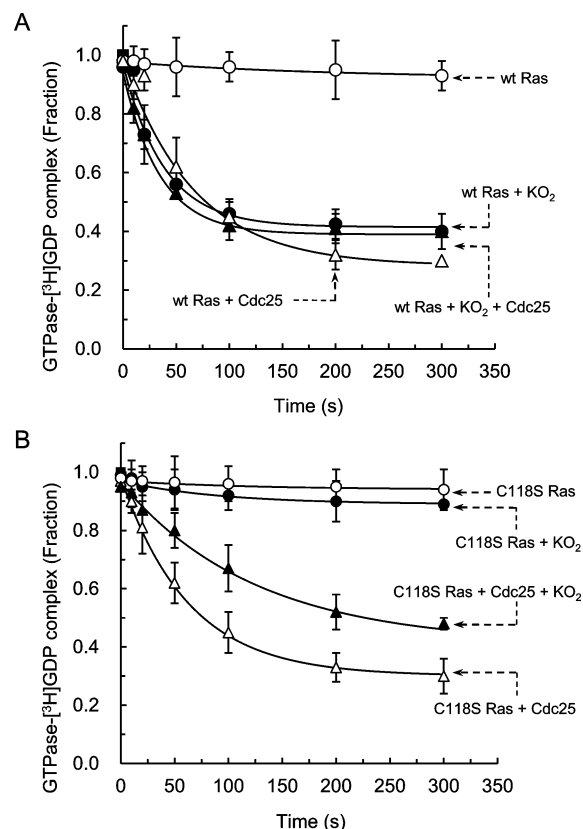 A
GTPase-[³H]GDP complex (Fraction)
1.0
0.8
0.6
0.4
0.2
0.0
wt Ras
wt Ras + KO₂
wt Ras + Cdc25
wt Ras + KO₂ + Cdc25
0 50 100 150 200 250 300 350
Time (s)
B
GTPase-[³H]GDP complex (Fraction)
1.0
0.8
0.6
0.4
0.2
0.0
C118S Ras
C118S Ras + KO₂
C118S Ras + Cdc25 + KO₂
C118S Ras + Cdc25
0 50 100 150 200 250 300 350
Time (s)